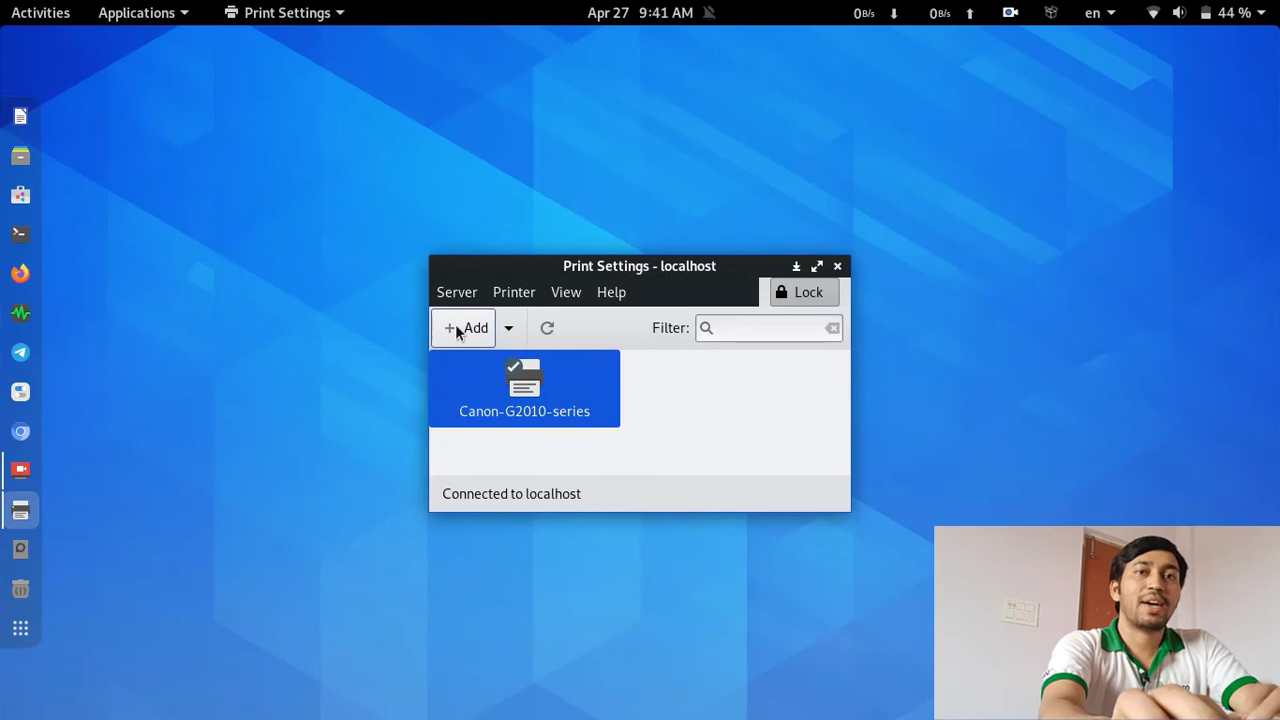 Activities Applications Print Settings Apr 27 9:41 AM 0B/s 0B/s en 44 %
Print Settings - localhost
Server Printer View Help Lock
Add Filter:
Canon-G2010-series
Connected to localhost